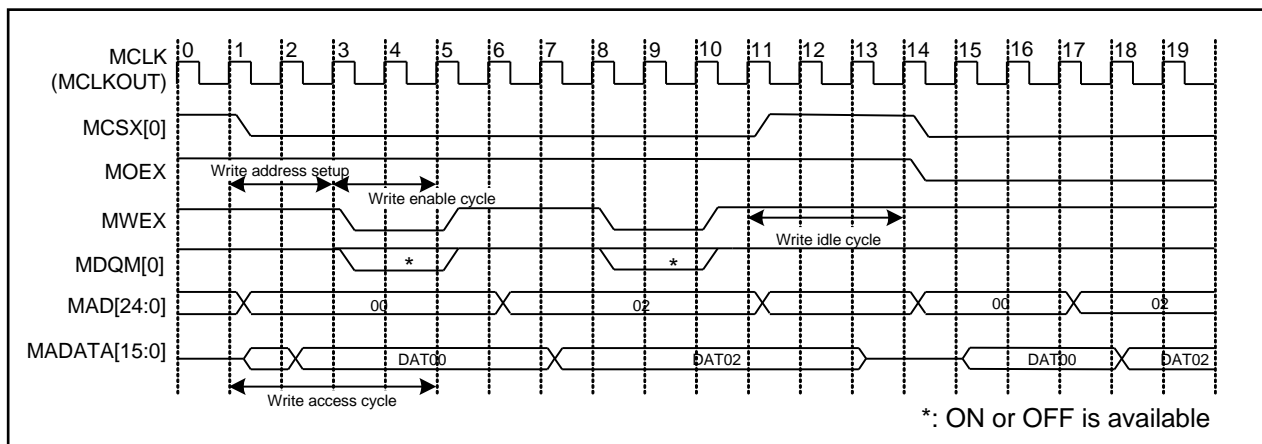 MCLK 0 1 2 3 4 5 6 7 8 9 10 11 12 13 14 15 16 17 18 19
(MCLKOUT)
MCSX[0]
MOEX
Write address setup
Write enable cycle
MWEX
Write idle cycle
MDQM[0] * *
MAD[24:0] 00 02 00 02
MADATA[15:0] DAT00 DAT02 DAT00 DAT02
Write access cycle
*: ON or OFF is available